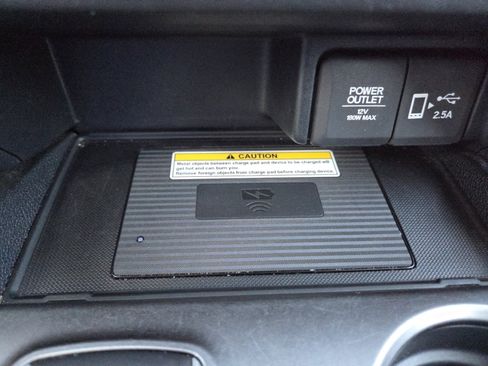 POWER
OUTLET
12V
180W MAX
2.5A
CAUTION
Metal objects between charge pad and device to be charged will
get hot and can burn you.
Remove foreign objects from charge pad before charging device.